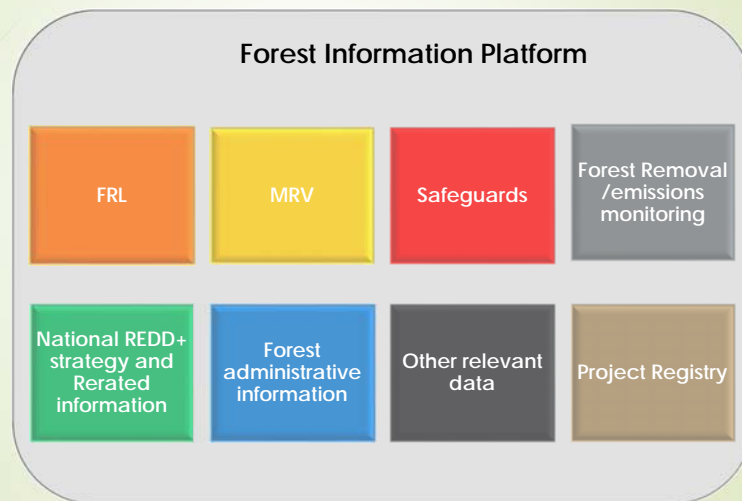 Forest Information Platform
FRL
MRV
Safeguards
Forest Removal
/emissions
monitoring
National REDD+
strategy and
Rerated
information
Forest
administrative
information
Other relevant
data
Project Registry